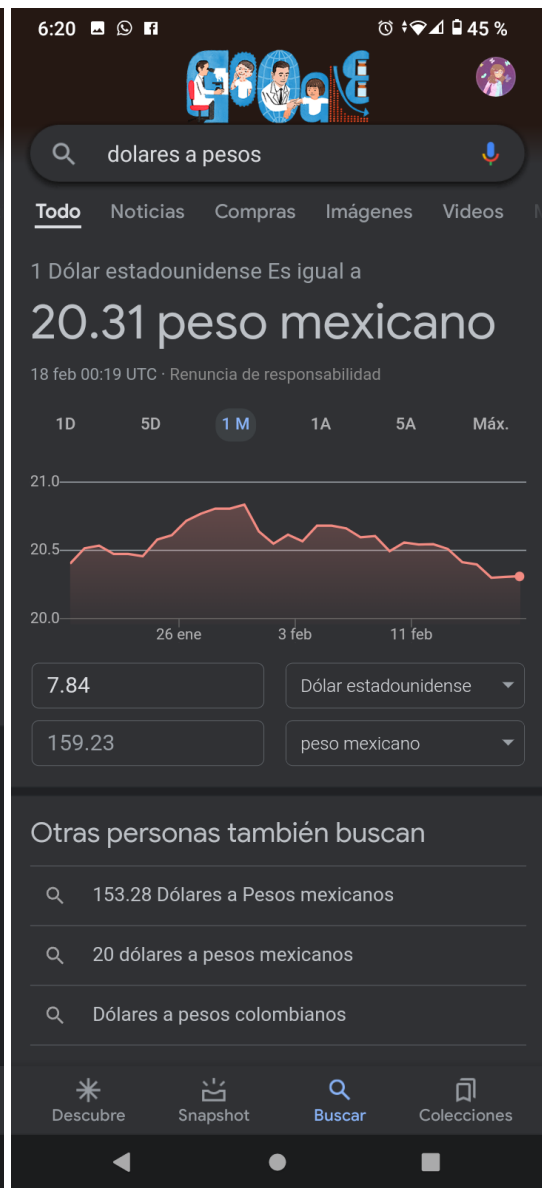 6:20
45 %
Google
dolares a pesos
Todo Noticias Compras Imágenes Videos
1 Dólar estadounidense Es igual a
20.31 peso mexicano
18 feb 00:19 UTC · Renuncia de responsabilidad
1D 5D 1 M 1A 5A Máx.
21.0
20.5
20.0
26 ene 3 feb 11 feb
7.84 Dólar estadounidense
159.23 peso mexicano
Otras personas también buscan
153.28 Dólares a Pesos mexicanos
20 dólares a pesos mexicanos
Dólares a pesos colombianos
Descubre Snapshot Buscar Colecciones